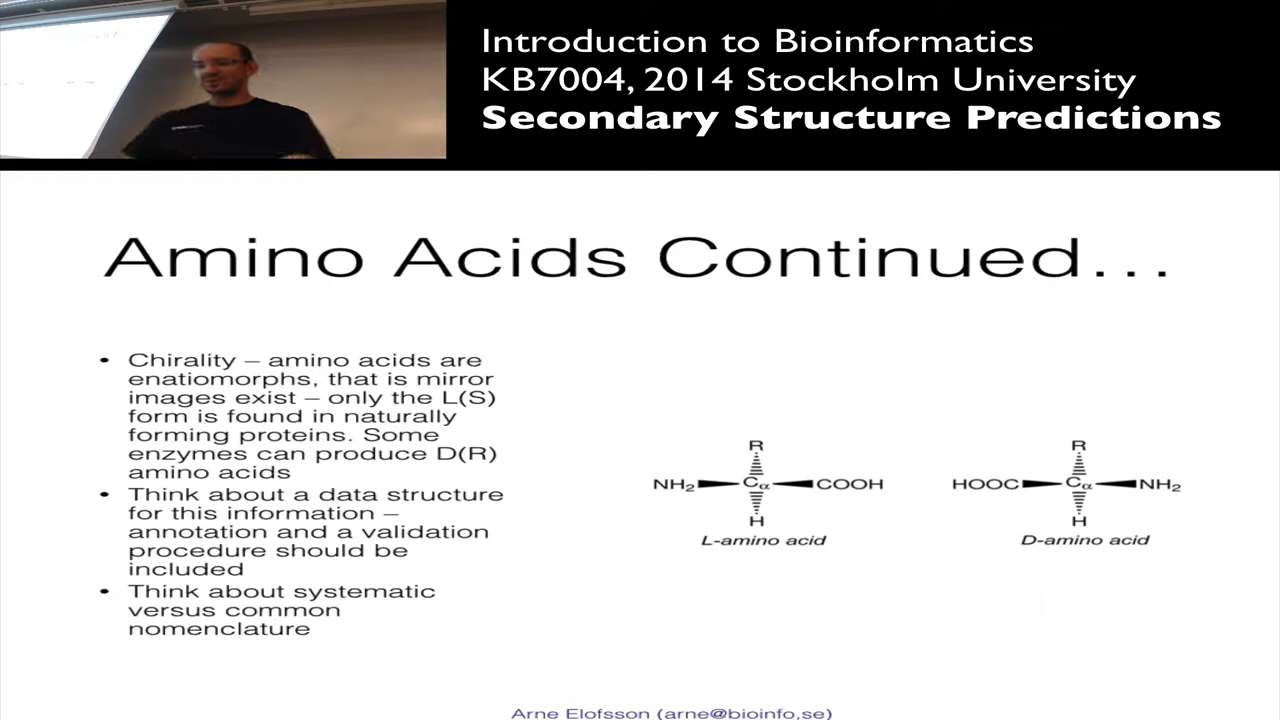 Introduction to Bioinformatics
KB7004, 2014 Stockholm University
Secondary Structure Predictions
Amino Acids Continued…
• Chirality – amino acids are
enatiomorphs, that is mirror
images exist – only the L(S)
form is found in naturally
forming proteins. Some
enzymes can produce D(R)
amino acids
• Think about a data structure
for this information –
annotation and a validation
procedure should be
included
• Think about systematic
versus common
nomenclature
R
NH₂ Cα COOH
H
L-amino acid
R
HOOC Cα NH₂
H
D-amino acid
Arne Elofsson (arne@bioinfo,se)